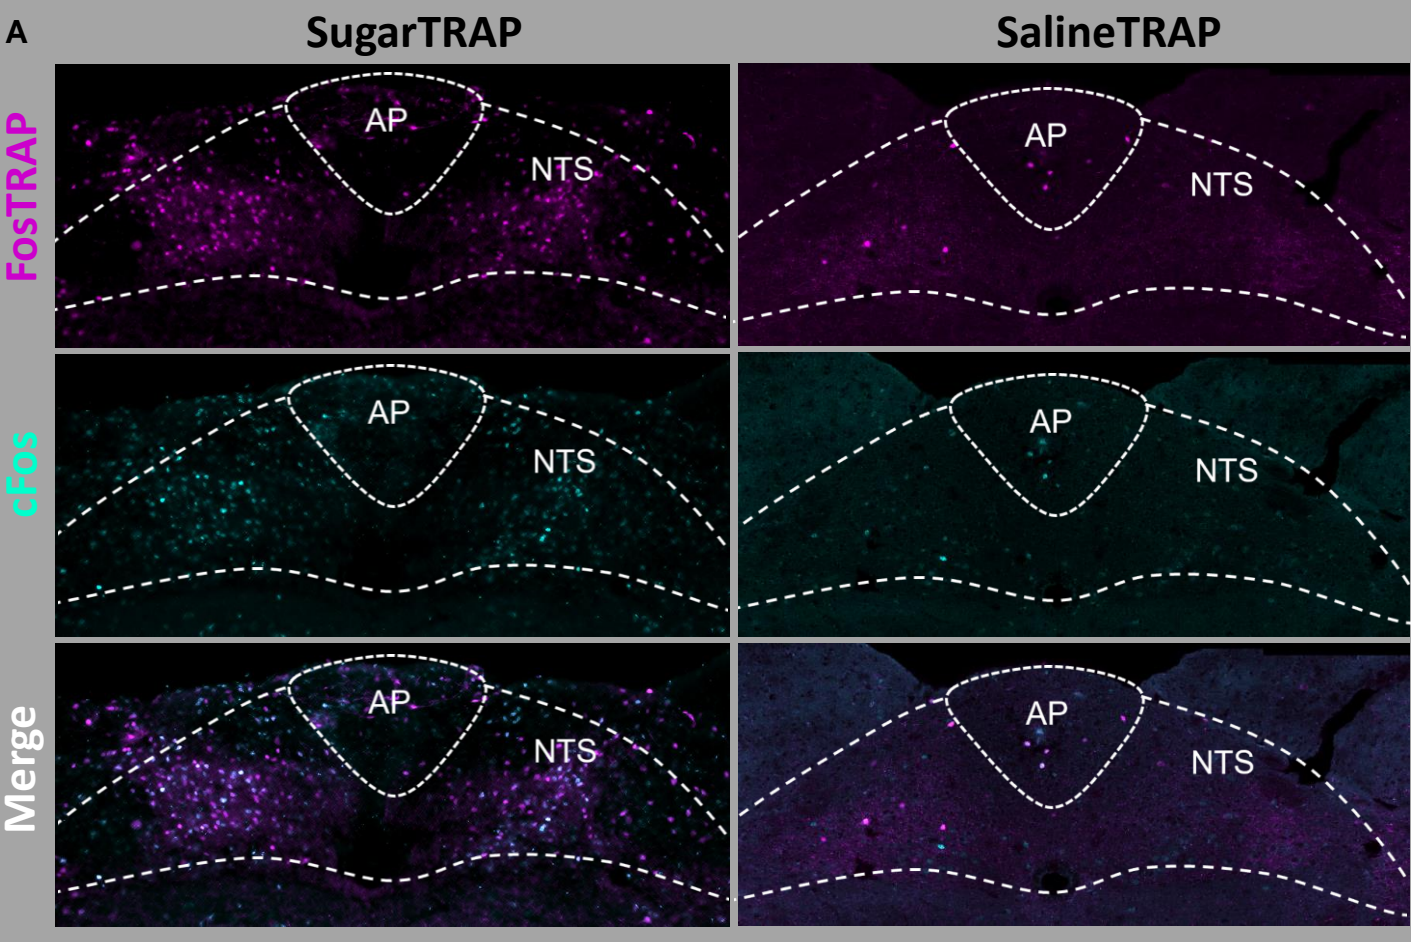 A
SugarTRAP
SalineTRAP
FosTRAP
AP
NTS
AP
NTS
cFos
AP
NTS
AP
NTS
Merge
AP
NTS
AP
NTS